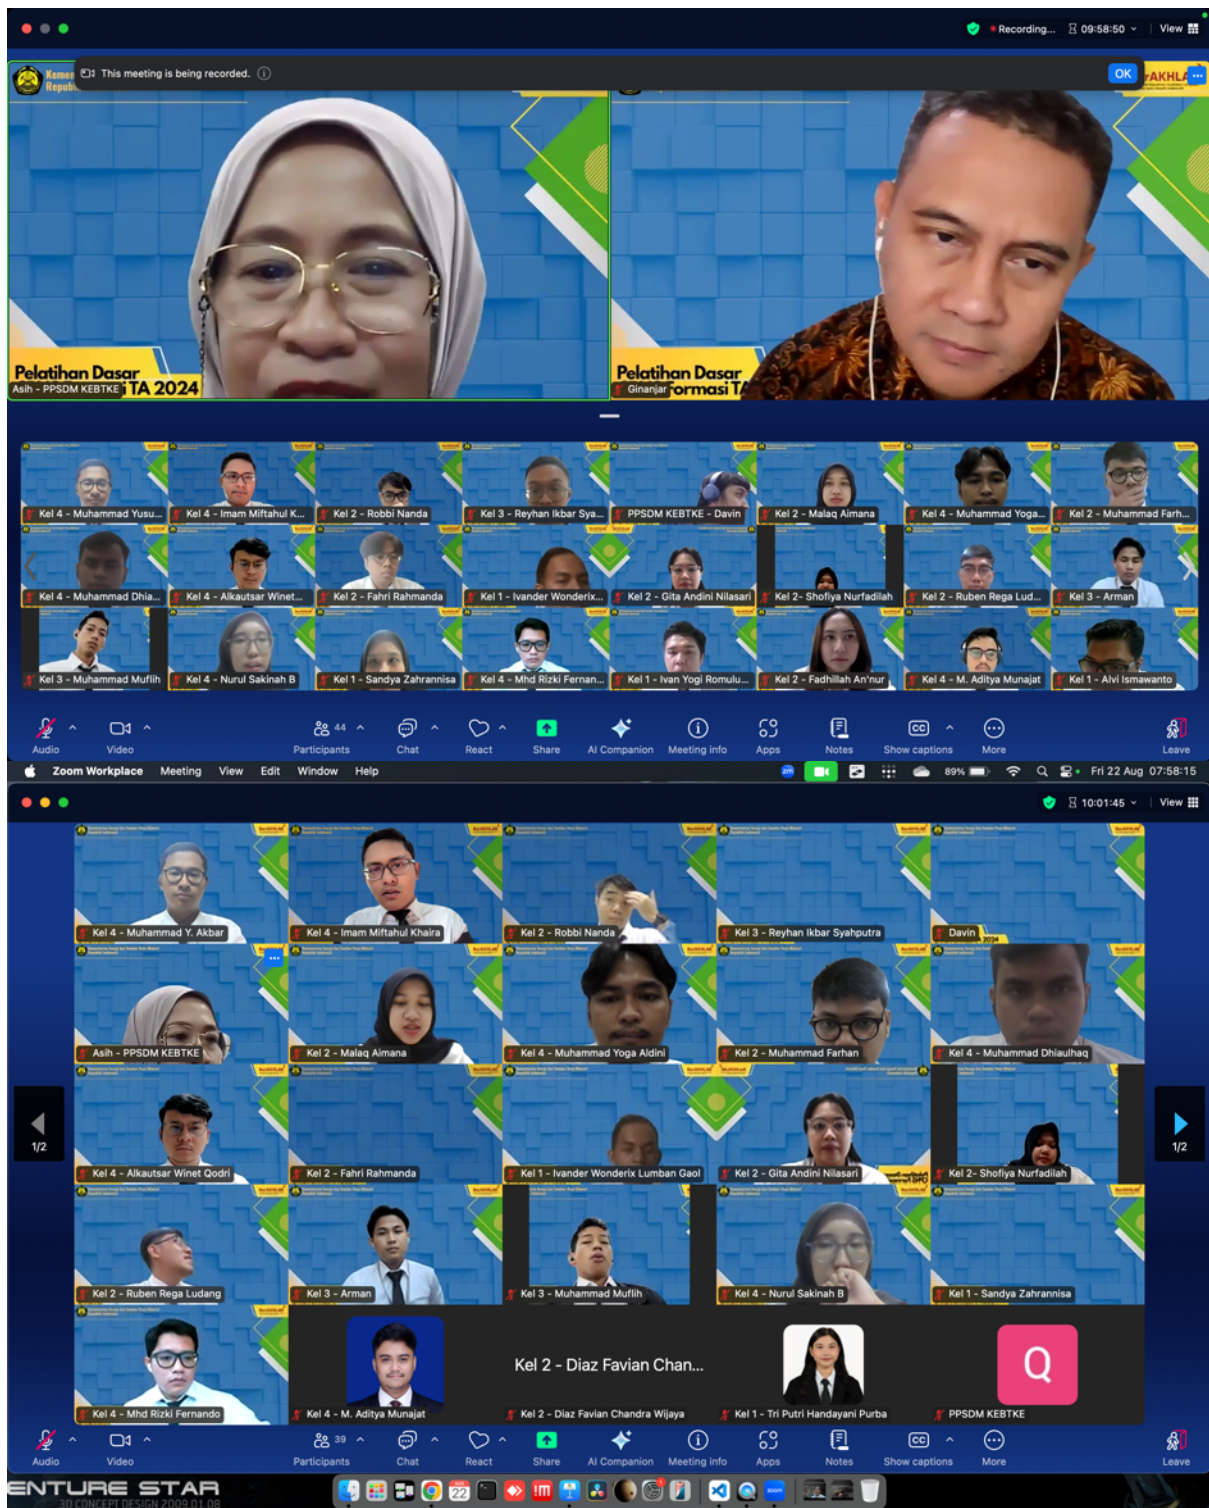 Recording... 09:58:50 View
Kemen
Republ
This meeting is being recorded.
OK
AKHLA
Pelatihan Dasar
TA 2024
Asih - PPSDM KEBTKE
Pelatihan Dasar
formasi TA
Ginanjar
Kel 4 - Muhammad Yusu... Kel 4 - Imam Miftahul K... Kel 2 - Robbi Nanda Kel 3 - Reyhan Ikbar Sya... PPSDM KEBTKE - Davin Kel 2 - Malaq Aimana Kel 4 - Muhammad Yoga... Kel 2 - Muhammad Farh...
Kel 4 - Muhammad Dhia... Kel 4 - Alkautsar Winet... Kel 2 - Fahri Rahmanda Kel 1 - Ivander Wonderix... Kel 2 - Gita Andini Nilasari Kel 2- Shofiya Nurfadilah Kel 2 - Ruben Rega Lud... Kel 3 - Arman
Kel 3 - Muhammad Muflih Kel 4 - Nurul Sakinah B Kel 1 - Sandya Zahrannisa Kel 4 - Mhd Rizki Fernan... Kel 1 - Ivan Yogi Romulu... Kel 2 - Fadhillah An'nur Kel 4 - M. Aditya Munajat Kel 1 - Alvi Ismawanto
44
Audio Video Participants Chat React Share AI Companion Meeting info Apps Notes Show captions More Leave
Zoom Workplace Meeting View Edit Window Help zm 89% Fri 22 Aug 07:58:15
10:01:45 View
Kel 4 - Muhammad Y. Akbar Kel 4 - Imam Miftahul Khaira Kel 2 - Robbi Nanda Kel 3 - Reyhan Ikbar Syahputra Davin
2024
Asih - PPSDM KEBTKE Kel 2 - Malaq Aimana Kel 4 - Muhammad Yoga Aldini Kel 2 - Muhammad Farhan Kel 4 - Muhammad Dhiaulhaq
1/2 1/2
Kel 4 - Alkautsar Winet Qodri Kel 2 - Fahri Rahmanda Kel 1 - Ivander Wonderix Lumban Gaol Kel 2 - Gita Andini Nilasari Kel 2- Shofiya Nurfadilah
Kel 2 - Ruben Rega Ludang Kel 3 - Arman Kel 3 - Muhammad Muflih Kel 4 - Nurul Sakinah B Kel 1 - Sandya Zahrannisa
Kel 2 - Diaz Favian Chan...
Q
Kel 4 - Mhd Rizki Fernando Kel 4 - M. Aditya Munajat Kel 2 - Diaz Favian Chandra Wijaya Kel 1 - Tri Putri Handayani Purba PPSDM KEBTKE
39
Audio Video Participants Chat React Share AI Companion Meeting info Apps Notes Show captions More Leave
ENTURE STAR
3D CONCEPT DESIGN 2009.01.08
22
zoom